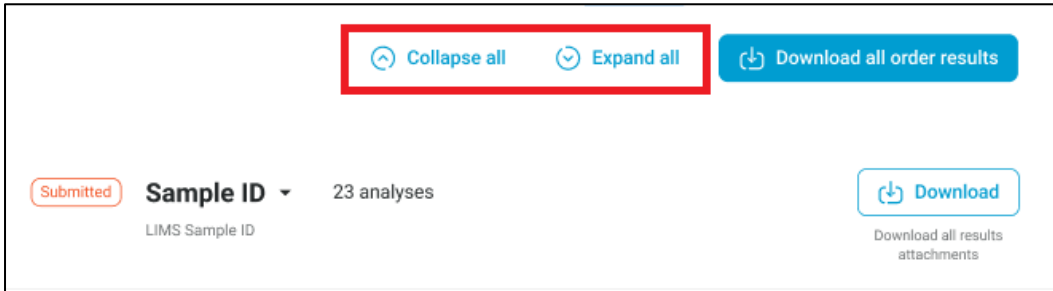 Collapse all
Expand all
Download all order results
Submitted
Sample ID
23 analyses
Download
LIMS Sample ID
Download all results
attachments